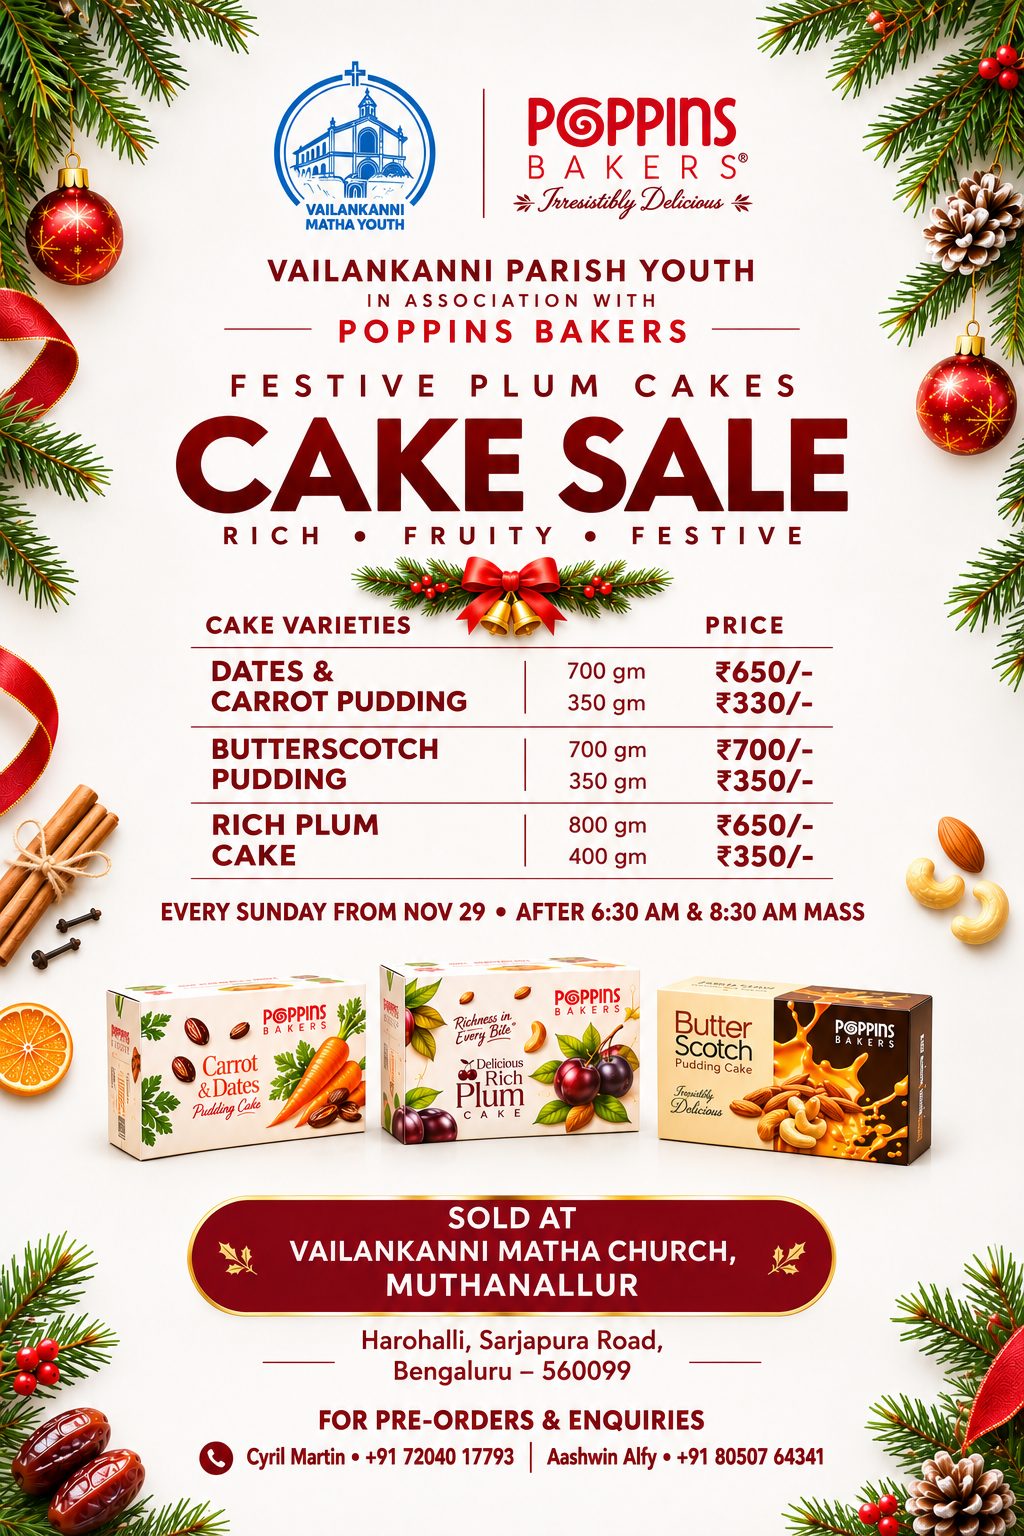 VAILANKANNI
MATHA YOUTH
POPPINS
BAKERS®
Irresistibly Delicious
VAILANKANNI PARISH YOUTH
IN ASSOCIATION WITH
POPPINS BAKERS
FESTIVE PLUM CAKES
CAKE SALE
RICH • FRUITY • FESTIVE
CAKE VARIETIES PRICE
DATES & 700 gm ₹650/-
CARROT PUDDING 350 gm ₹330/-
BUTTERSCOTCH 700 gm ₹700/-
PUDDING 350 gm ₹350/-
RICH PLUM 800 gm ₹650/-
CAKE 400 gm ₹350/-
EVERY SUNDAY FROM NOV 29 • AFTER 6:30 AM & 8:30 AM MASS
POPPINS
BAKERS
Carrot
& Dates
Pudding Cake
POPPINS
BAKERS
Richness in
Every Bite
Delicious
Rich
Plum
CAKE
Butter
Scotch
Pudding Cake
Irresistibly
Delicious
POPPINS
BAKERS
SOLD AT
VAILANKANNI MATHA CHURCH,
MUTHANALLUR
Harohalli, Sarjapura Road,
Bengaluru – 560099
FOR PRE-ORDERS & ENQUIRIES
Cyril Martin • +91 72040 17793 | Aashwin Alfy • +91 80507 64341